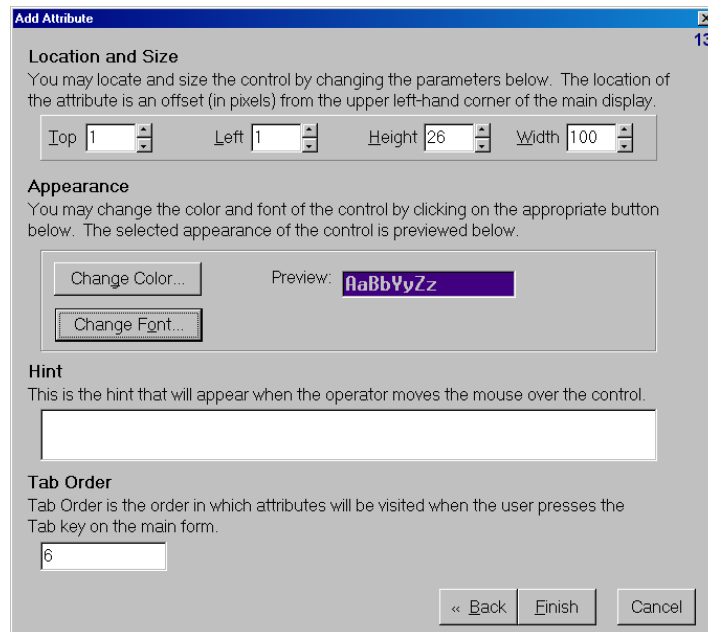 Add Attribute
13
Location and Size
You may locate and size the control by changing the parameters below. The location of
the attribute is an offset (in pixels) from the upper left-hand corner of the main display.
Top 1 Left 1 Height 26 Width 100
Appearance
You may change the color and font of the control by clicking on the appropriate button
below. The selected appearance of the control is previewed below.
Change Color... Preview: AaBbYyZz
Change Font...
Hint
This is the hint that will appear when the operator moves the mouse over the control.
Tab Order
Tab Order is the order in which attributes will be visited when the user presses the
Tab key on the main form.
6
« Back Finish Cancel